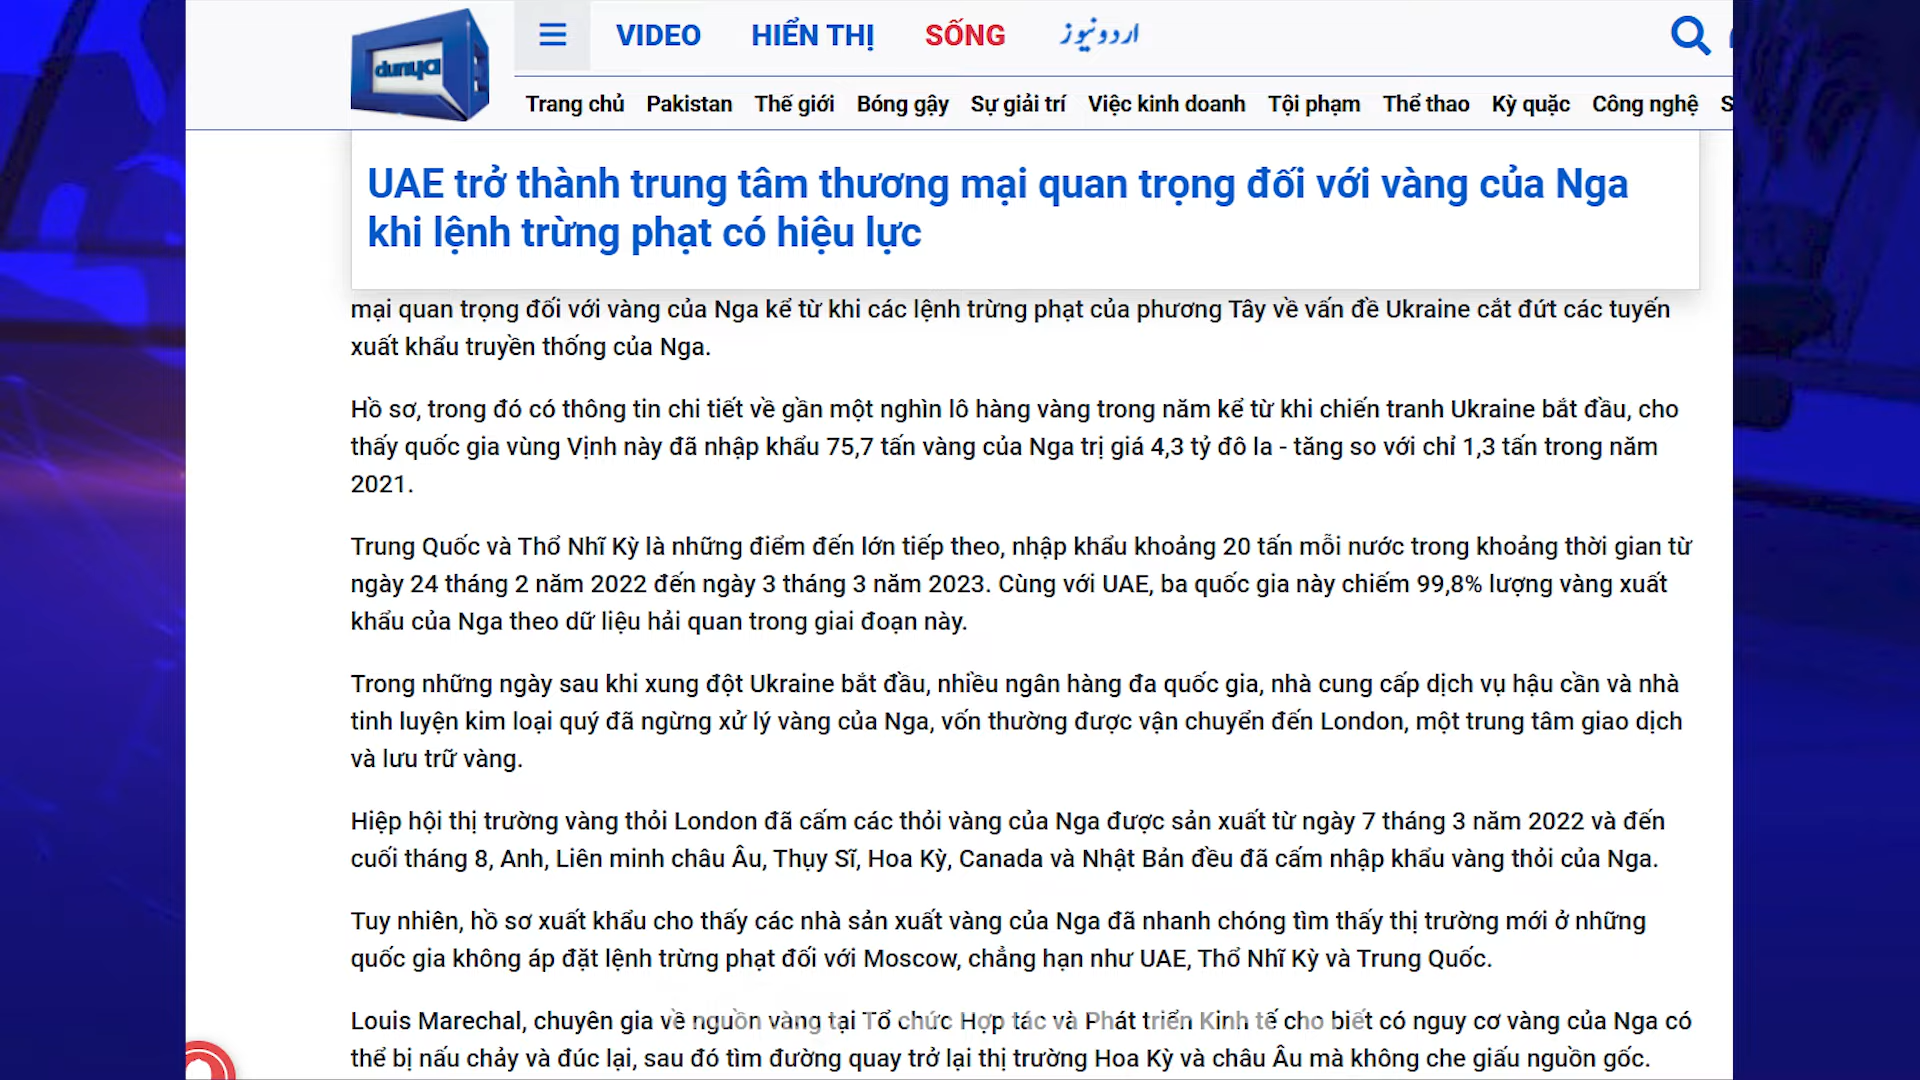 dunya
VIDEO HIỂN THỊ SỐNG اردو نیوز
Trang chủ Pakistan Thế giới Bóng gậy Sự giải trí Việc kinh doanh Tội phạm Thể thao Kỳ quặc Công nghệ S
UAE trở thành trung tâm thương mại quan trọng đối với vàng của Nga
khi lệnh trừng phạt có hiệu lực
mại quan trọng đối với vàng của Nga kể từ khi các lệnh trừng phạt của phương Tây về vấn đề Ukraine cắt đứt các tuyến
xuất khẩu truyền thống của Nga.
Hồ sơ, trong đó có thông tin chi tiết về gần một nghìn lô hàng vàng trong năm kể từ khi chiến tranh Ukraine bắt đầu, cho
thấy quốc gia vùng Vịnh này đã nhập khẩu 75,7 tấn vàng của Nga trị giá 4,3 tỷ đô la - tăng so với chỉ 1,3 tấn trong năm
2021.
Trung Quốc và Thổ Nhĩ Kỳ là những điểm đến lớn tiếp theo, nhập khẩu khoảng 20 tấn mỗi nước trong khoảng thời gian từ
ngày 24 tháng 2 năm 2022 đến ngày 3 tháng 3 năm 2023. Cùng với UAE, ba quốc gia này chiếm 99,8% lượng vàng xuất
khẩu của Nga theo dữ liệu hải quan trong giai đoạn này.
Trong những ngày sau khi xung đột Ukraine bắt đầu, nhiều ngân hàng đa quốc gia, nhà cung cấp dịch vụ hậu cần và nhà
tinh luyện kim loại quý đã ngừng xử lý vàng của Nga, vốn thường được vận chuyển đến London, một trung tâm giao dịch
và lưu trữ vàng.
Hiệp hội thị trường vàng thỏi London đã cấm các thỏi vàng của Nga được sản xuất từ ngày 7 tháng 3 năm 2022 và đến
cuối tháng 8, Anh, Liên minh châu Âu, Thụy Sĩ, Hoa Kỳ, Canada và Nhật Bản đều đã cấm nhập khẩu vàng thỏi của Nga.
Tuy nhiên, hồ sơ xuất khẩu cho thấy các nhà sản xuất vàng của Nga đã nhanh chóng tìm thấy thị trường mới ở những
quốc gia không áp đặt lệnh trừng phạt đối với Moscow, chẳng hạn như UAE, Thổ Nhĩ Kỳ và Trung Quốc.
Louis Marechal, chuyên gia về nguồn vàng tại Tổ chức Hợp tác và Phát triển Kinh tế cho biết có nguy cơ vàng của Nga có
thể bị nấu chảy và đúc lại, sau đó tìm đường quay trở lại thị trường Hoa Kỳ và châu Âu mà không che giấu nguồn gốc.